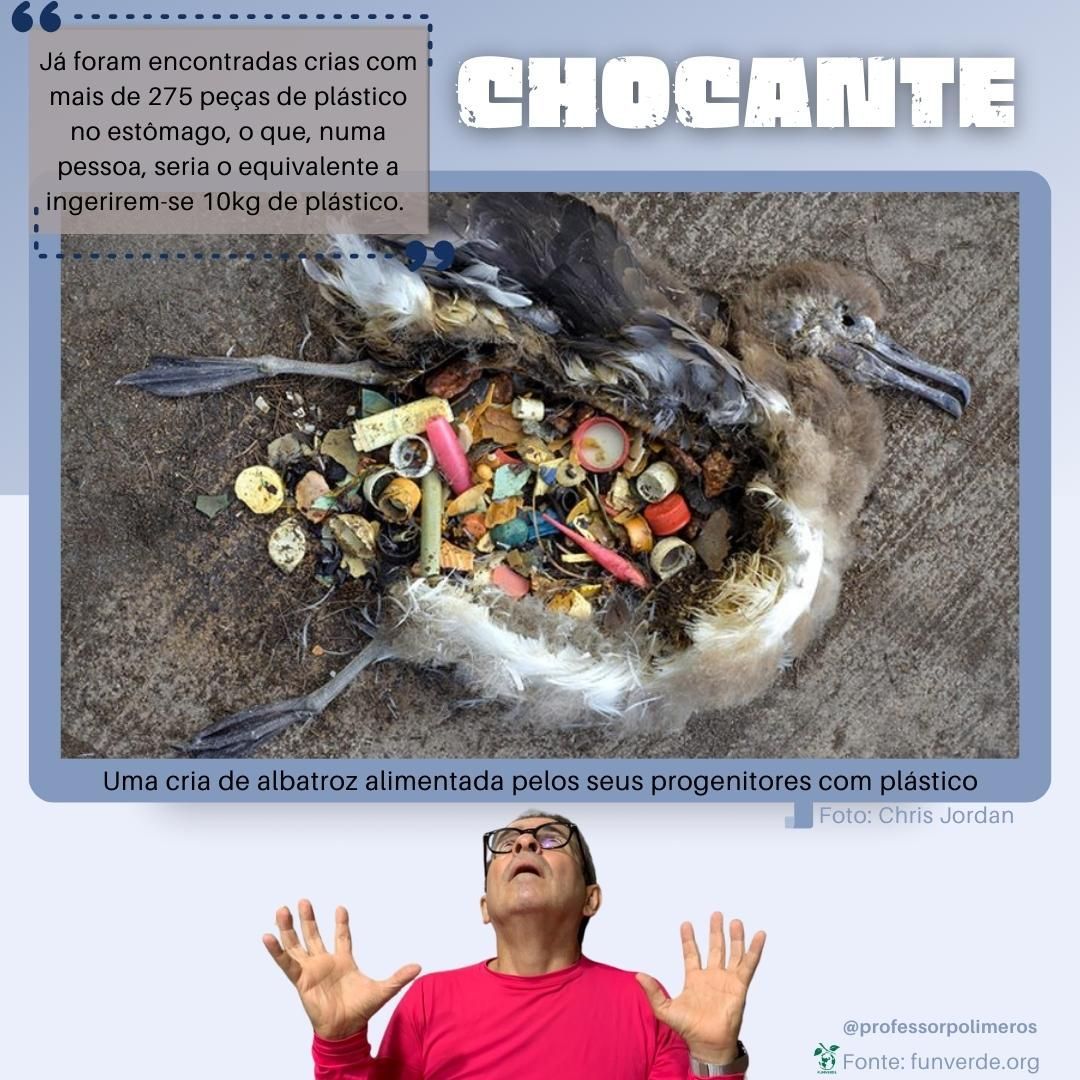 Já foram encontradas crias com
mais de 275 peças de plástico
no estômago, o que, numa
pessoa, seria o equivalente a
ingerirem-se 10kg de plástico.
CHOCANTE
Uma cria de albatroz alimentada pelos seus progenitores com plástico
Foto: Chris Jordan
@professorpolimeros
FUNVERDE
Fonte: funverde.org